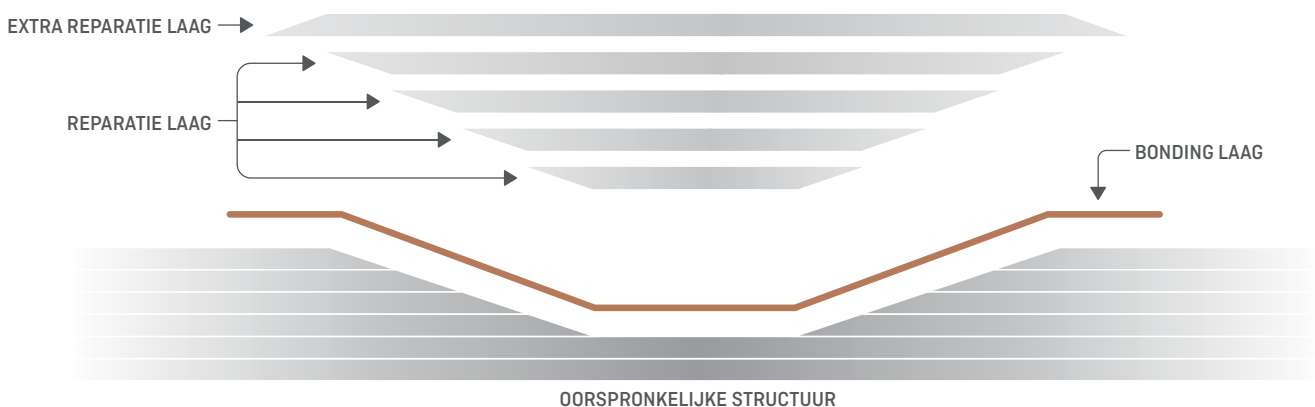 EXTRA REPARATIE LAAG
REPARATIE LAAG
BONDING LAAG
OORSPRONKELIJKE STRUCTUUR